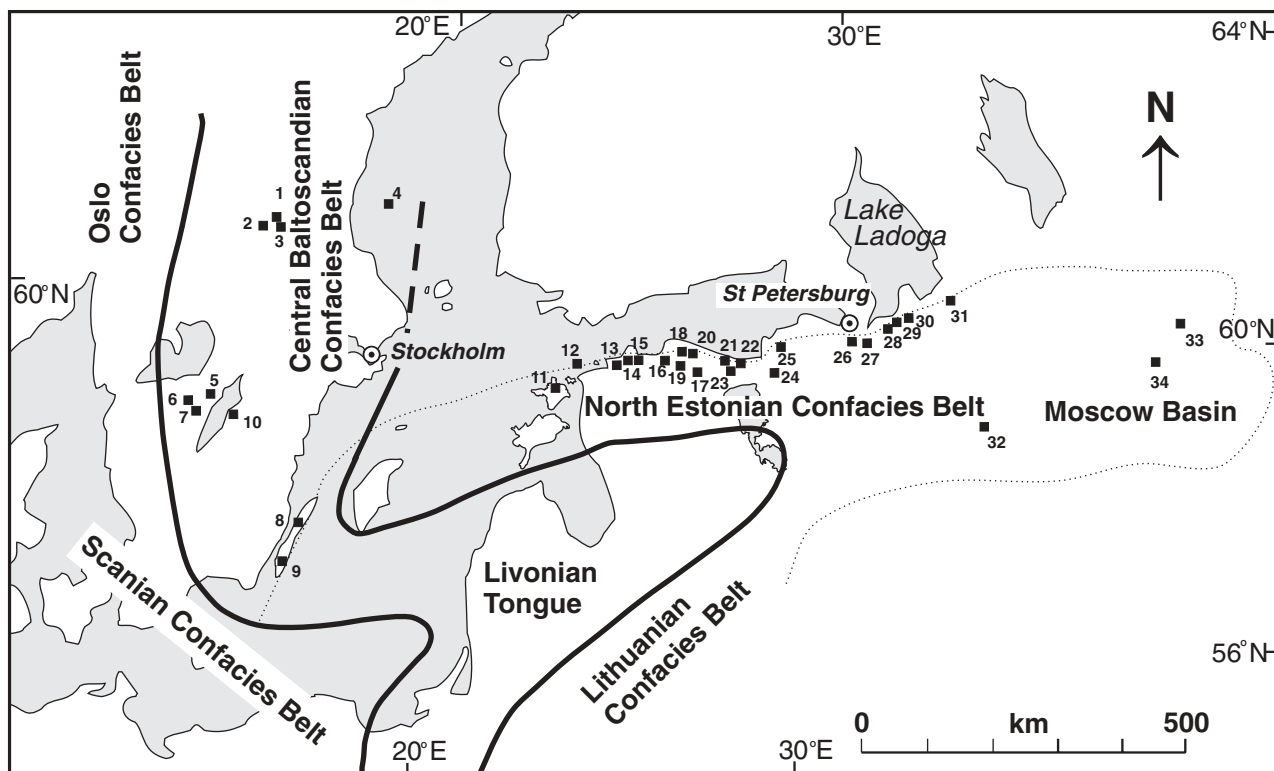 20°E
30°E
64°N
Oslo
Confacies Belt
Central Baltoscandian
Confacies Belt
N
1
2
3
4
Lake
Ladoga
60°N
St Petersburg
Stockholm
60°N
5
6
7
10
11
12
13
14
15
16
18
19
20
17
21
22
23
25
24
26
27
28
29
30
31
33
34
32
North Estonian Confacies Belt
Moscow Basin
8
9
Scanian Confacies Belt
Livonian
Tongue
Lithuanian
Confacies Belt
56°N
0 km 500
20°E
30°E